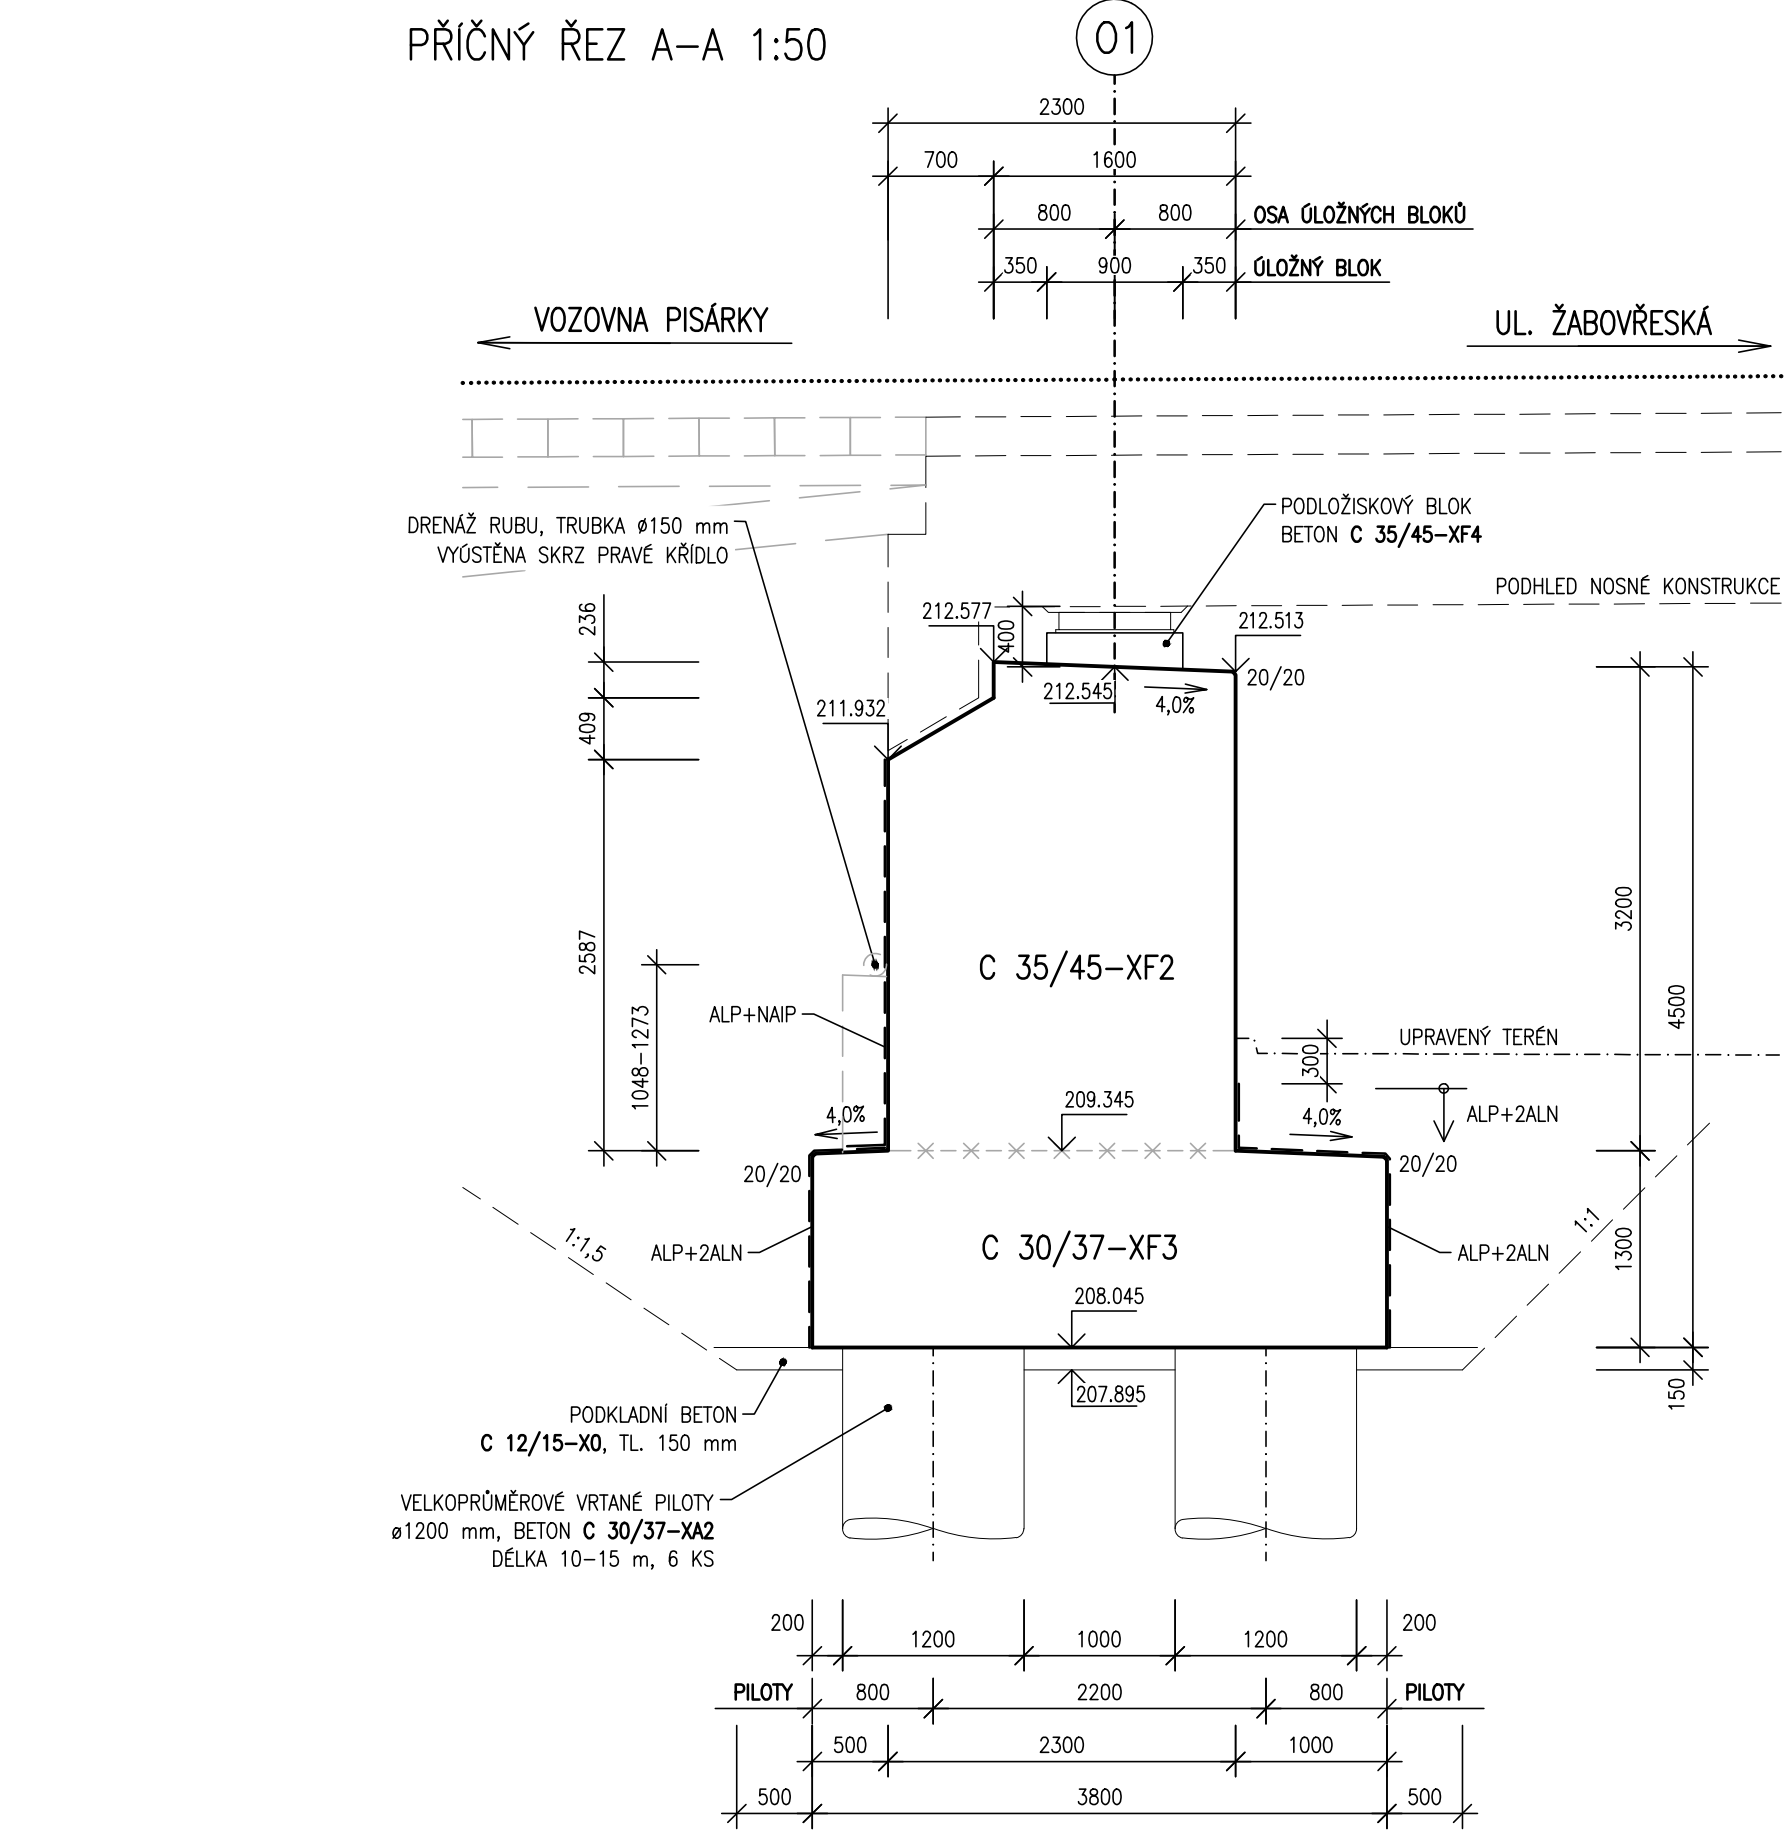 PŘÍČNÝ ŘEZ A–A 1:50
01
2300
700
1600
800
800
OSA ÚLOŽNÝCH BLOKŮ
350
900
350
ÚLOŽNÝ BLOK
VOZOVNA PISÁRKY
UL. ŽABOVŘESKÁ
DRENÁŽ RUBU, TRUBKA ø150 mm
VYÚSTĚNA SKRZ PRAVÉ KŘÍDLO
PODLOŽISKOVÝ BLOK
BETON C 35/45–XF4
PODHLED NOSNÉ KONSTRUKCE
236
409
2587
1048–1273
212.577
400
212.513
20/20
212.545
4,0%
211.932
3200
4500
1300
150
C 35/45–XF2
ALP+NAIP
UPRAVENÝ TERÉN
300
ALP+2ALN
4,0%
209.345
4,0%
20/20
20/20
1:1,5
1:1
ALP+2ALN
C 30/37–XF3
ALP+2ALN
208.045
207.895
PODKLADNÍ BETON
C 12/15–X0, TL. 150 mm
VELKOPRŮMĚROVÉ VRTANÉ PILOTY
ø1200 mm, BETON C 30/37–XA2
DÉLKA 10–15 m, 6 KS
200
1200
1000
1200
200
PILOTY
800
2200
800
PILOTY
500
2300
1000
500
3800
500